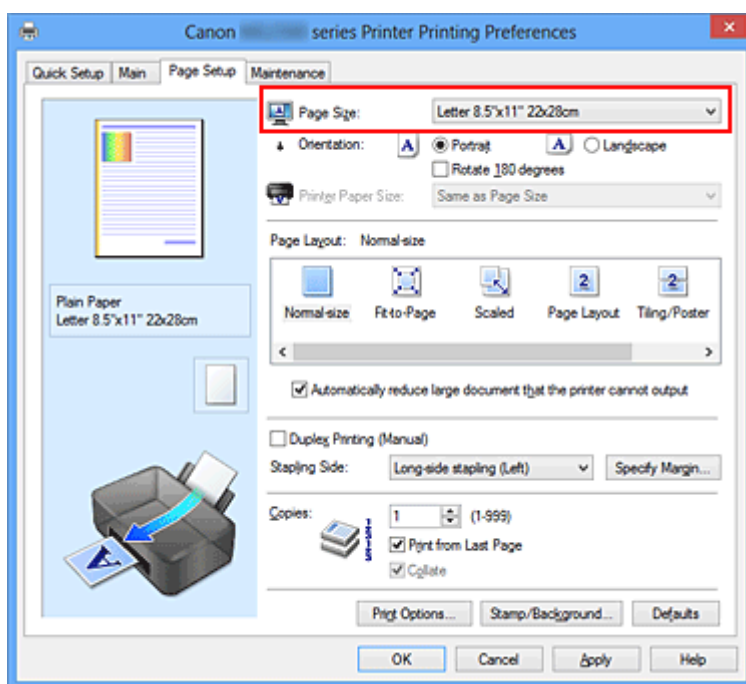 Canon series Printer Printing Preferences
Quick Setup Main Page Setup Maintenance
Page Size: Letter 8.5"x11" 22x28cm
Orientation: A Portrait A Landscape
Rotate 180 degrees
Printer Paper Size: Same as Page Size
Page Layout: Normal-size
2 2
Normal-size Fit-to-Page Scaled Page Layout Tiling/Poster
Plain Paper
Letter 8.5"x11" 22x28cm
Automatically reduce large document that the printer cannot output
Duplex Printing (Manual)
Stapling Side: Long-side stapling (Left) Specify Margin...
Copies: 1 (1-999)
Print from Last Page
Collate
A
Print Options... Stamp/Background... Defaults
OK Cancel Apply Help